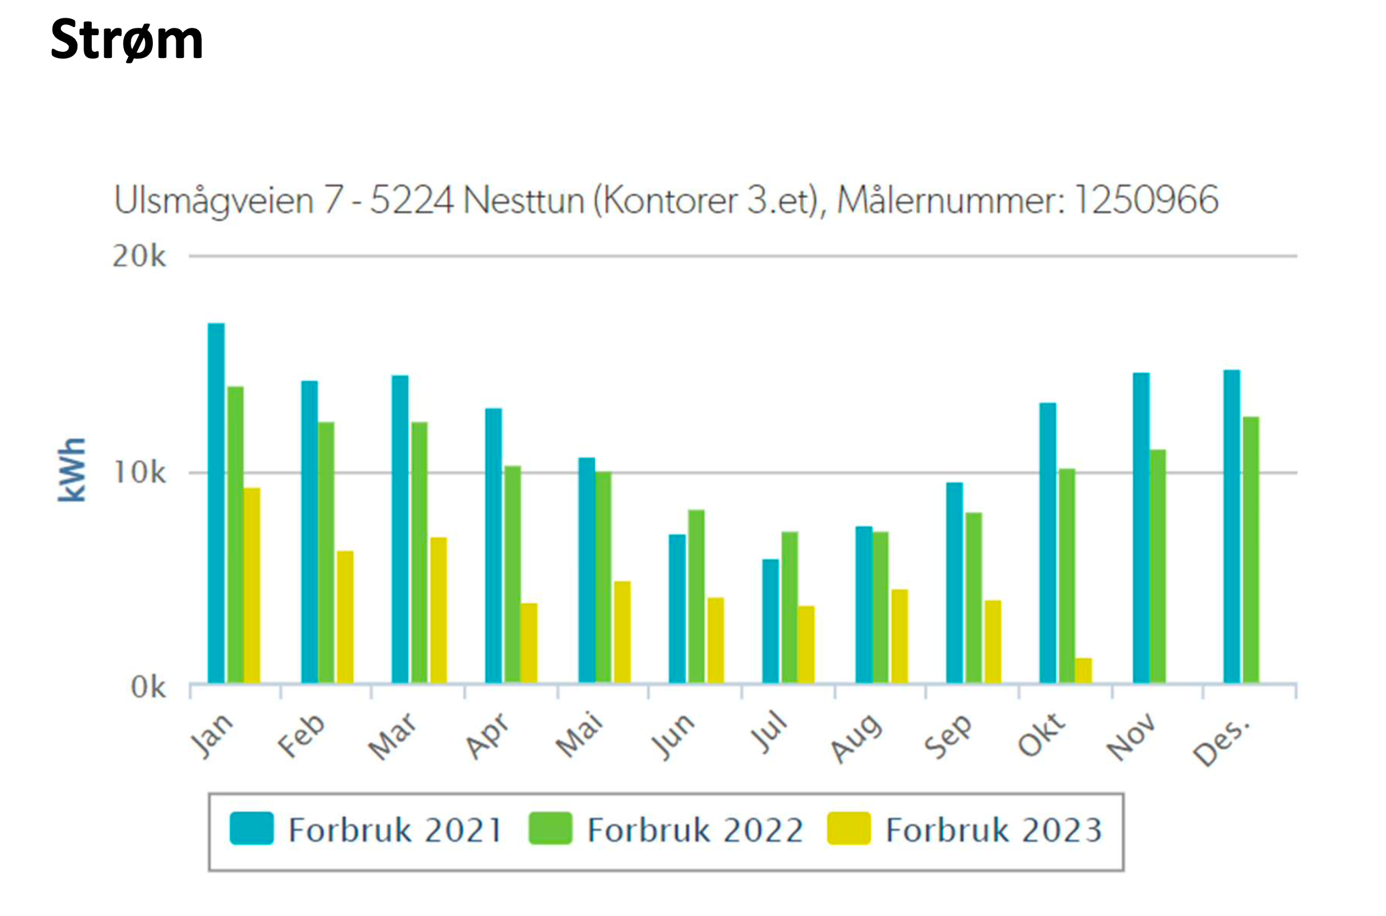 Strøm
Ulsmågveien 7 - 5224 Nesttun (Kontorer 3.et), Målernummer: 1250966
20k
10k
0k
kWh
Jan Feb Mar Apr Mai Jun Jul Aug Sep Okt Nov Des.
Forbruk 2021 Forbruk 2022 Forbruk 2023